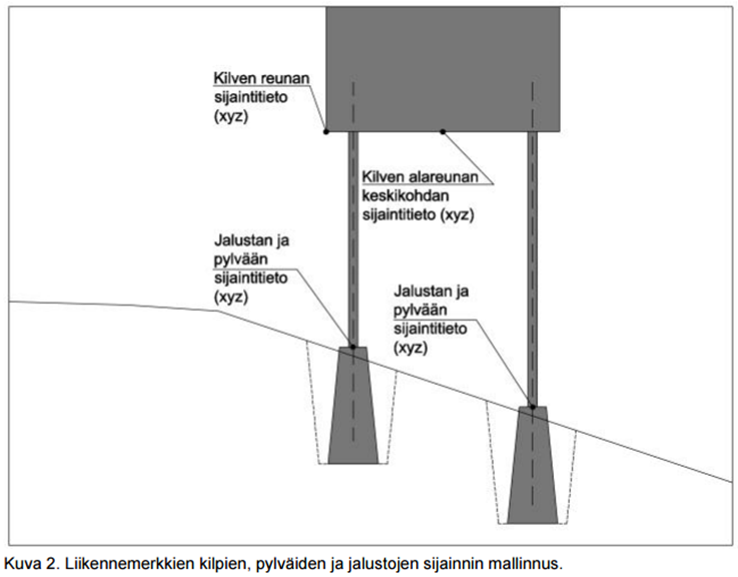 Kilven reunan
sijaintitieto
(xyz)
Kilven alareunan
keskikohdan
sijaintitieto (xyz)
Jalustan ja
pylvään
sijaintitieto
(xyz)
Jalustan ja
pylvään
sijaintitieto
(xyz)
Kuva 2. Liikennemerkkien kilpien, pylväiden ja jalustojen sijainnin mallinnus.